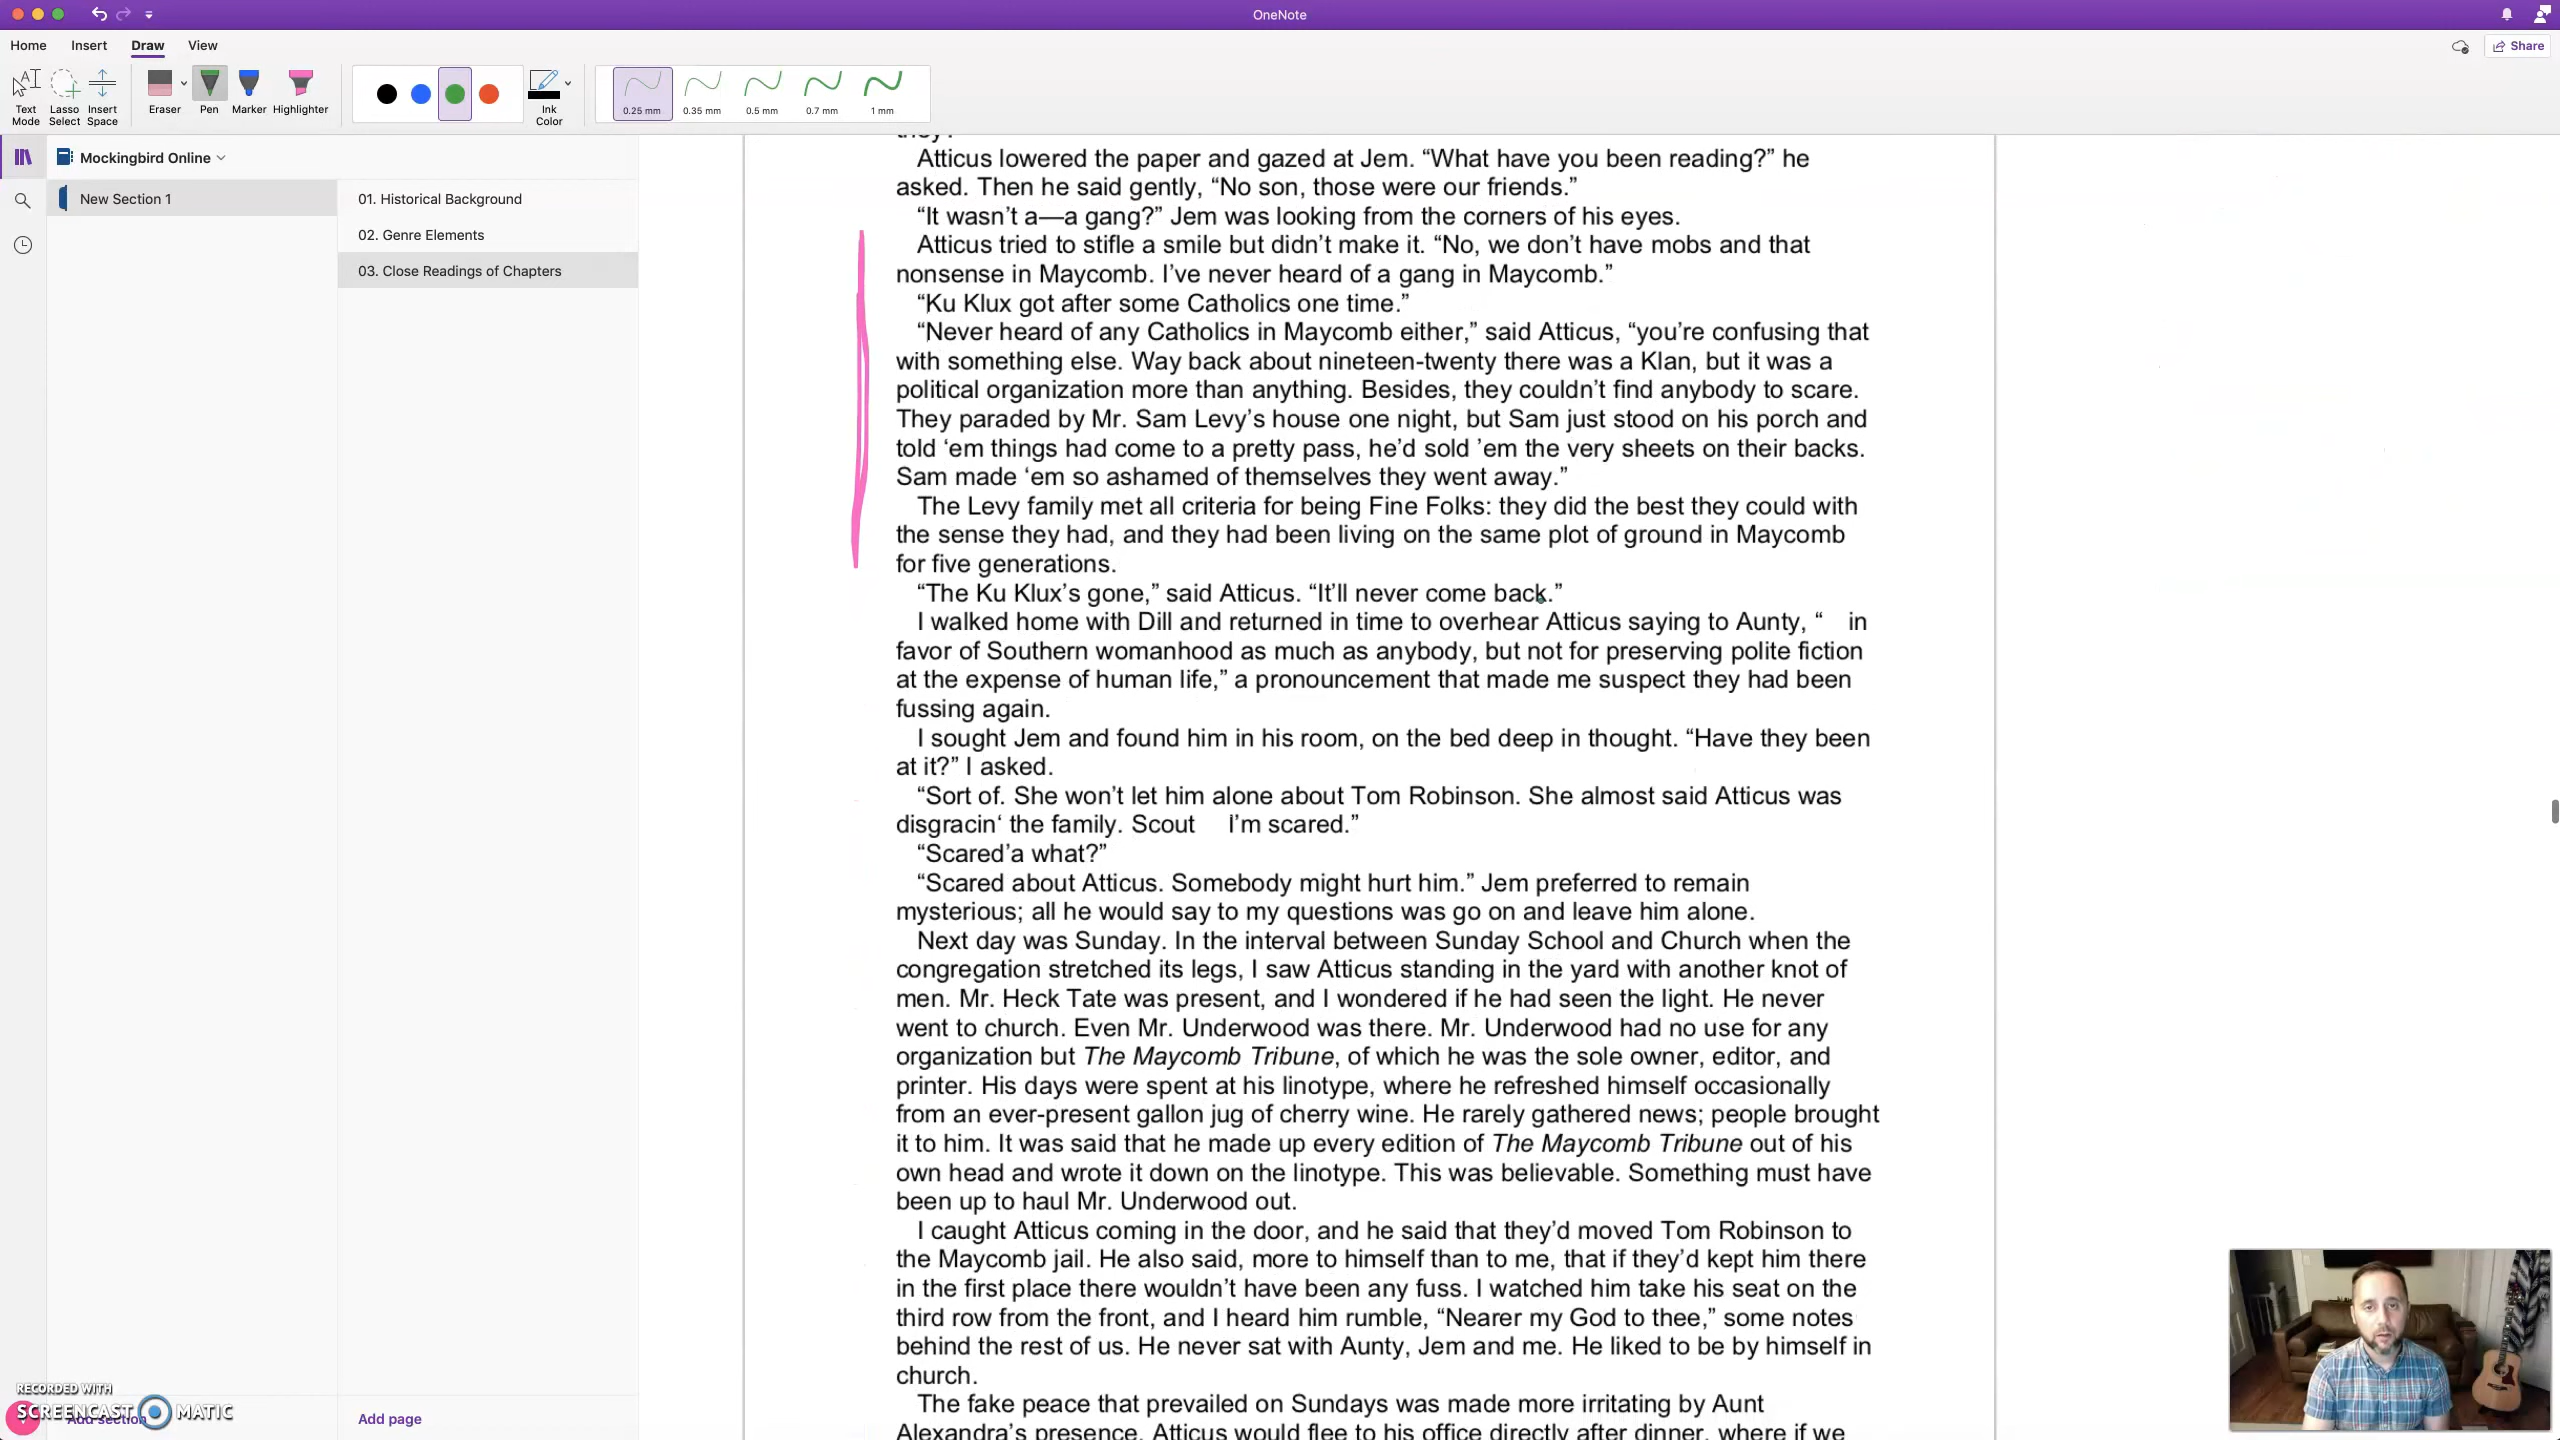 OneNote
Home Insert Draw View
Share
Text Mode
Lasso Select
Insert Space
Eraser
Pen
Marker
Highlighter
Ink Color
0.25 mm
0.35 mm
0.5 mm
0.7 mm
1 mm
Mockingbird Online
New Section 1
01. Historical Background
02. Genre Elements
03. Close Readings of Chapters
they?
Atticus lowered the paper and gazed at Jem. “What have you been reading?” he
asked. Then he said gently, “No son, those were our friends.”
“It wasn’t a—a gang?” Jem was looking from the corners of his eyes.
Atticus tried to stifle a smile but didn’t make it. “No, we don’t have mobs and that
nonsense in Maycomb. I’ve never heard of a gang in Maycomb.”
“Ku Klux got after some Catholics one time.”
“Never heard of any Catholics in Maycomb either,” said Atticus, “you’re confusing that
with something else. Way back about nineteen-twenty there was a Klan, but it was a
political organization more than anything. Besides, they couldn’t find anybody to scare.
They paraded by Mr. Sam Levy’s house one night, but Sam just stood on his porch and
told ‘em things had come to a pretty pass, he’d sold ’em the very sheets on their backs.
Sam made ‘em so ashamed of themselves they went away.”
The Levy family met all criteria for being Fine Folks: they did the best they could with
the sense they had, and they had been living on the same plot of ground in Maycomb
for five generations.
“The Ku Klux’s gone,” said Atticus. “It’ll never come back.”
I walked home with Dill and returned in time to overhear Atticus saying to Aunty, “ in
favor of Southern womanhood as much as anybody, but not for preserving polite fiction
at the expense of human life,” a pronouncement that made me suspect they had been
fussing again.
I sought Jem and found him in his room, on the bed deep in thought. “Have they been
at it?” I asked.
“Sort of. She won’t let him alone about Tom Robinson. She almost said Atticus was
disgracin‘ the family. Scout I’m scared.”
“Scared’a what?”
“Scared about Atticus. Somebody might hurt him.” Jem preferred to remain
mysterious; all he would say to my questions was go on and leave him alone.
Next day was Sunday. In the interval between Sunday School and Church when the
congregation stretched its legs, I saw Atticus standing in the yard with another knot of
men. Mr. Heck Tate was present, and I wondered if he had seen the light. He never
went to church. Even Mr. Underwood was there. Mr. Underwood had no use for any
organization but The Maycomb Tribune, of which he was the sole owner, editor, and
printer. His days were spent at his linotype, where he refreshed himself occasionally
from an ever-present gallon jug of cherry wine. He rarely gathered news; people brought
it to him. It was said that he made up every edition of The Maycomb Tribune out of his
own head and wrote it down on the linotype. This was believable. Something must have
been up to haul Mr. Underwood out.
I caught Atticus coming in the door, and he said that they’d moved Tom Robinson to
the Maycomb jail. He also said, more to himself than to me, that if they’d kept him there
in the first place there wouldn’t have been any fuss. I watched him take his seat on the
third row from the front, and I heard him rumble, “Nearer my God to thee,” some notes
behind the rest of us. He never sat with Aunty, Jem and me. He liked to be by himself in
church.
The fake peace that prevailed on Sundays was made more irritating by Aunt
Alexandra’s presence. Atticus would flee to his office directly after dinner, where if we
RECORDED WITH
SCREENCAST MATIC
Add section
Add page